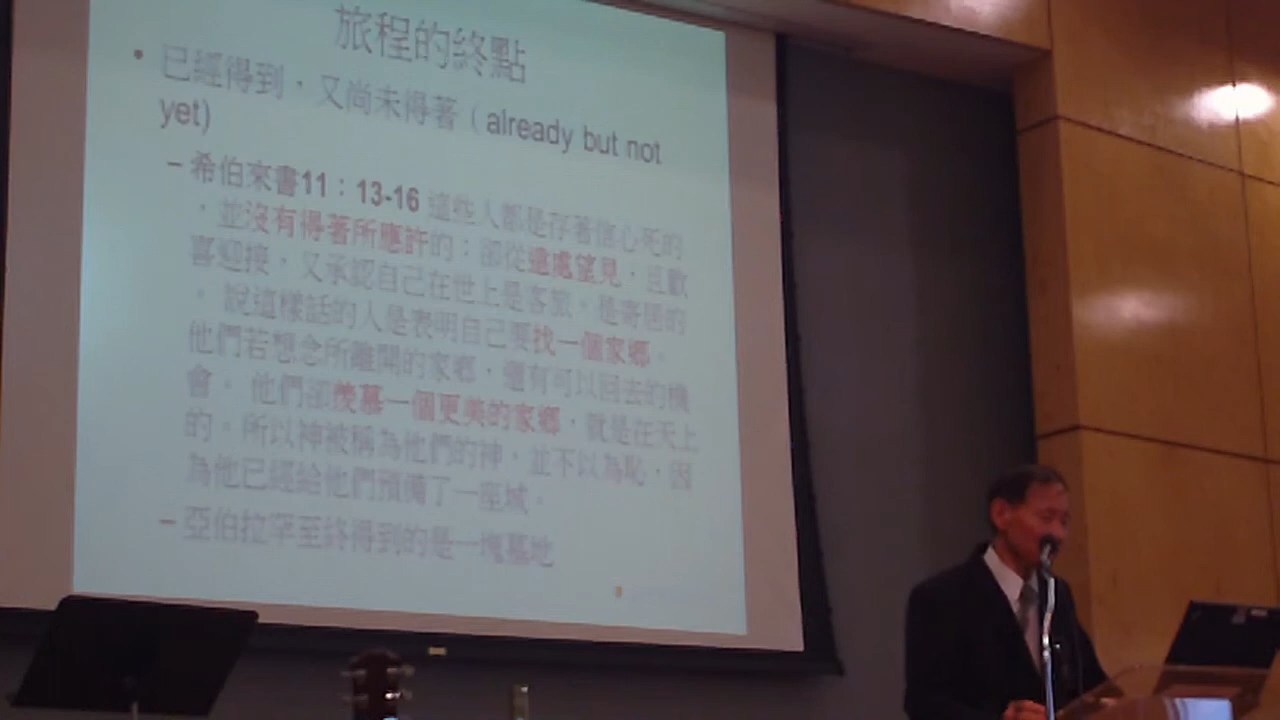 旅程的終點
• 已經得到，又尚未得著（already but not
yet)
– 希伯來書11：13-16 這些人都是存著信心死的
，並沒有得著所應許的；卻從遠處望見，且歡
喜迎接，又承認自己在世上是客旅，是寄居的
。 說這樣話的人是表明自己要找一個家鄉。
他們若想念所離開的家鄉，還有可以回去的機
會。 他們卻羨慕一個更美的家鄉，就是在天上
的。所以神被稱為他們的神，並不以為恥，因
為他已經給他們預備了一座城。
– 亞伯拉罕至終得到的是一塊墓地